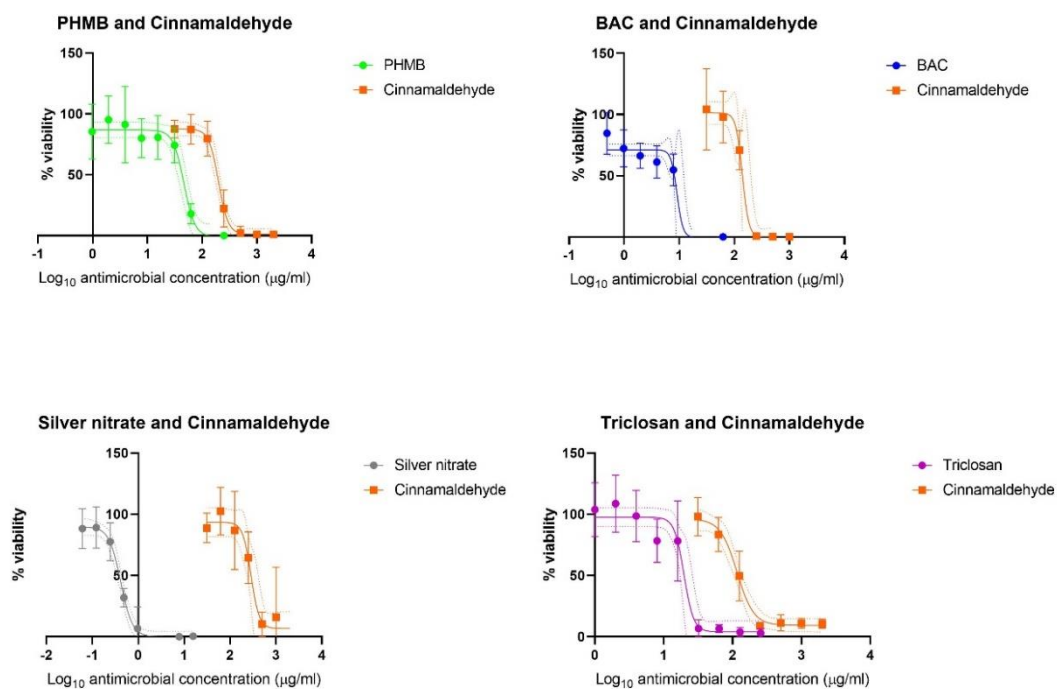 PHMB and Cinnamaldehyde
150
100
50
% viability
-1 0 1 2 3 4
Log₁₀ antimicrobial concentration (μg/ml)
PHMB
Cinnamaldehyde
BAC and Cinnamaldehyde
150
100
50
% viability
-1 0 1 2 3 4
Log₁₀ antimicrobial concentration (μg/ml)
BAC
Cinnamaldehyde
Silver nitrate and Cinnamaldehyde
150
100
50
% viability
-2 -1 0 1 2 3 4
Log₁₀ antimicrobial concentration (μg/ml)
Silver nitrate
Cinnamaldehyde
Triclosan and Cinnamaldehyde
150
100
50
0
% viability
0 1 2 3 4
Log₁₀ antimicrobial concentration (μg/ml)
Triclosan
Cinnamaldehyde